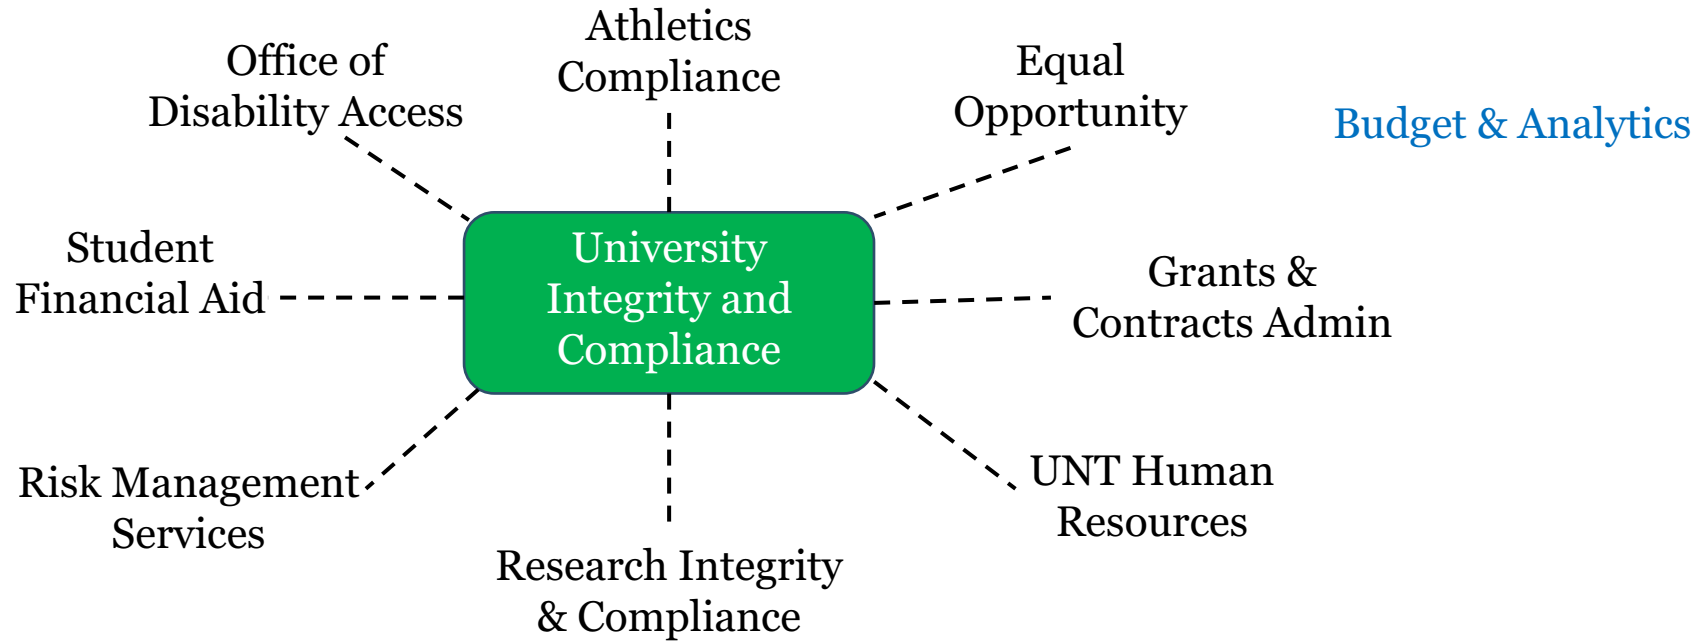 Athletics
Compliance
Office of
Disability Access
Equal
Opportunity
Budget & Analytics
Student
Financial Aid
University
Integrity and
Compliance
Grants &
Contracts Admin
Risk Management
Services
UNT Human
Resources
Research Integrity
& Compliance